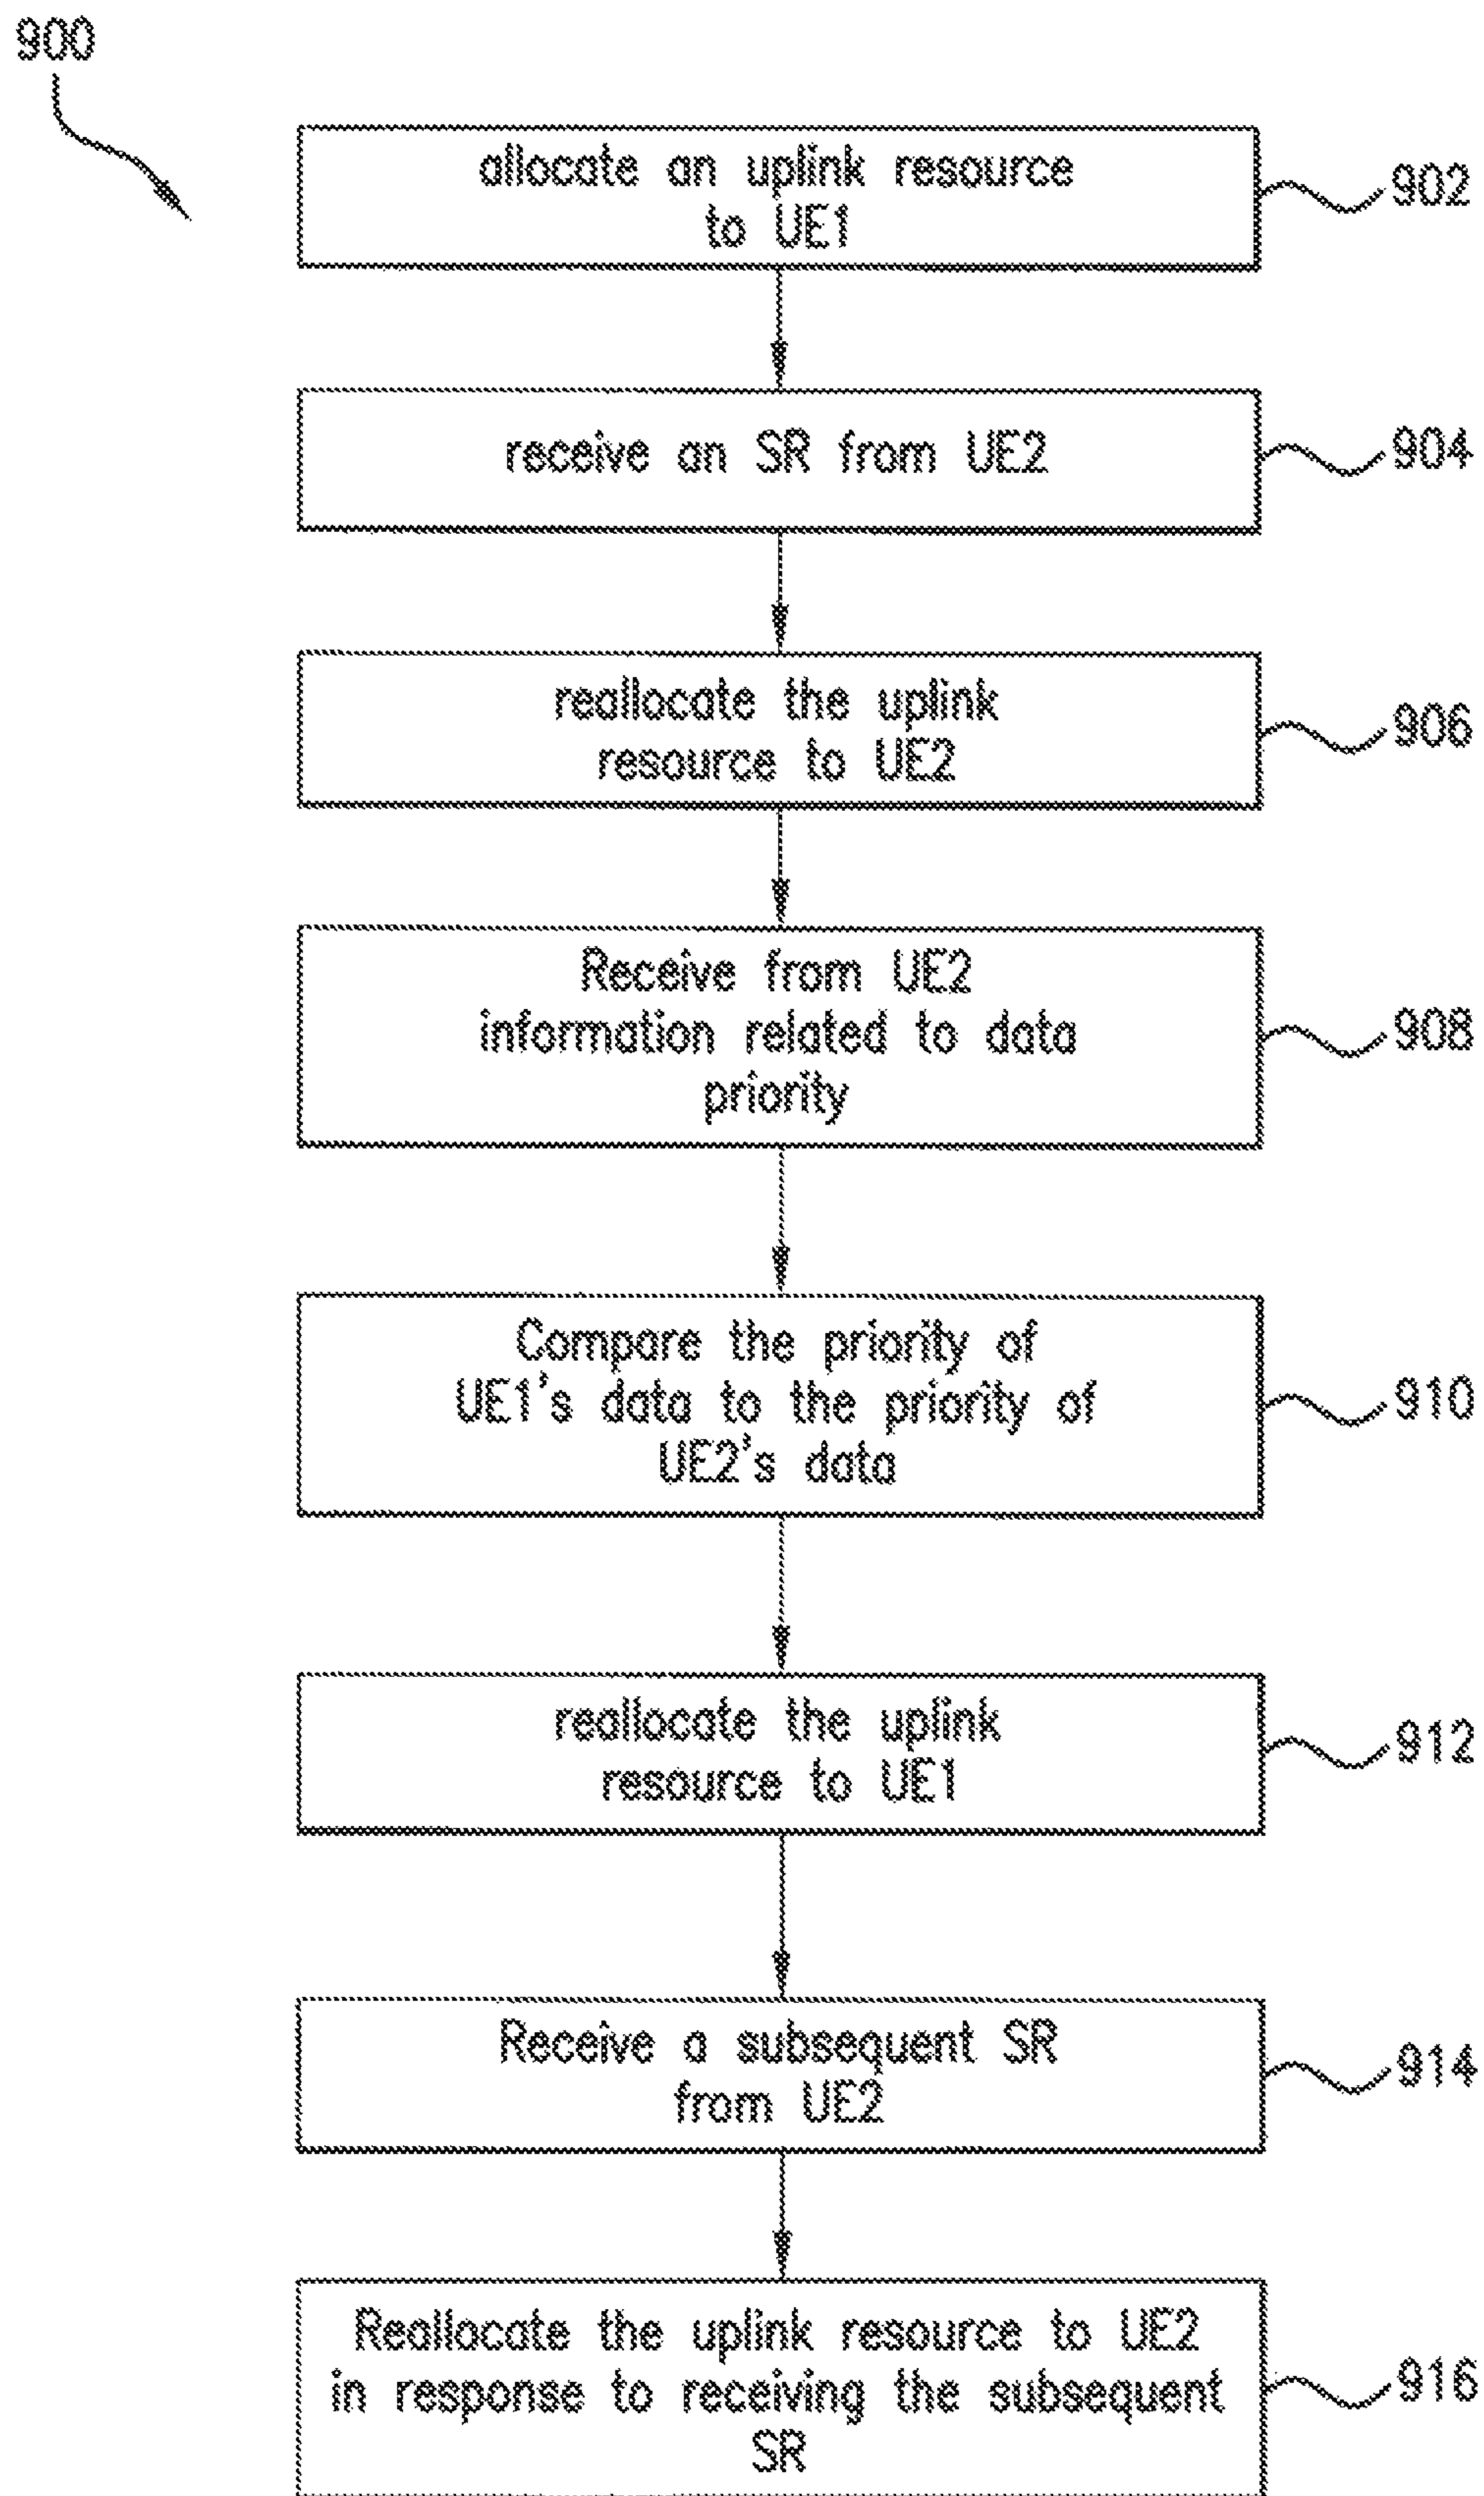 900
allocate an uplink resource
to UE1
902
receive an SR from UE2
904
reallocate the uplink
resource to UE2
906
Receive from UE2
information related to data
priority
908
Compare the priority of
UE1's data to the priority of
UE2's data
910
reallocate the uplink
resource to UE1
912
Receive a subsequent SR
from UE2
914
Reallocate the uplink resource to UE2
in response to receiving the subsequent
SR
916